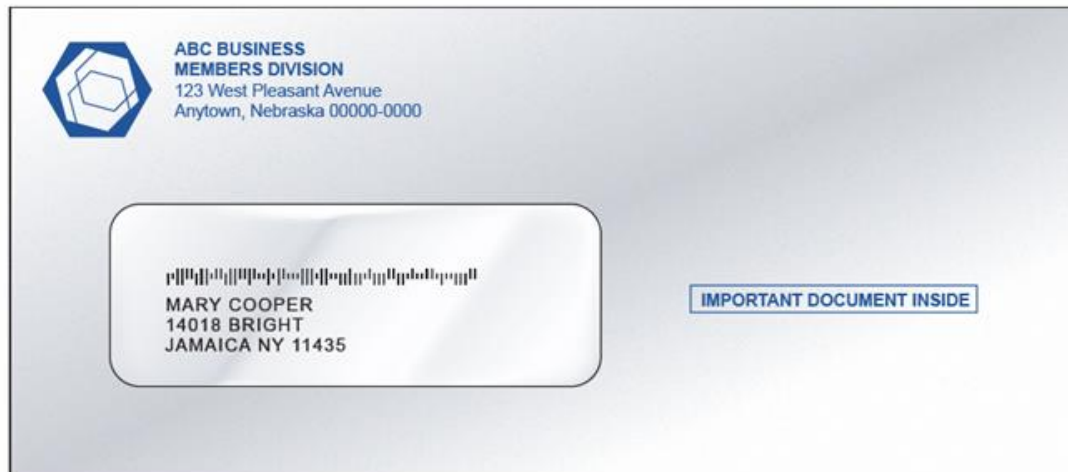 ABC BUSINESS
MEMBERS DIVISION
123 West Pleasant Avenue
Anytown, Nebraska 00000-0000
MARY COOPER
14018 BRIGHT
JAMAICA NY 11435
IMPORTANT DOCUMENT INSIDE